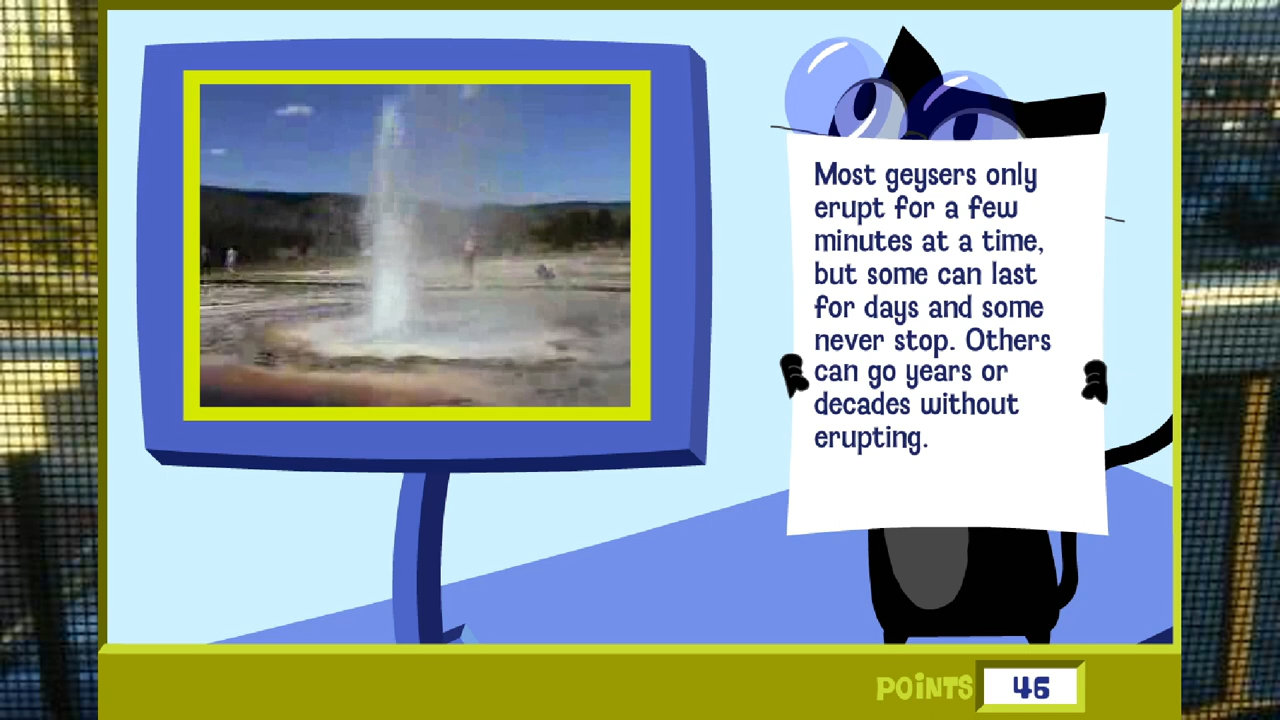 Most geysers only
erupt for a few
minutes at a time,
but some can last
for days and some
never stop. Others
can go years or
decades without
erupting.
POINTS 46